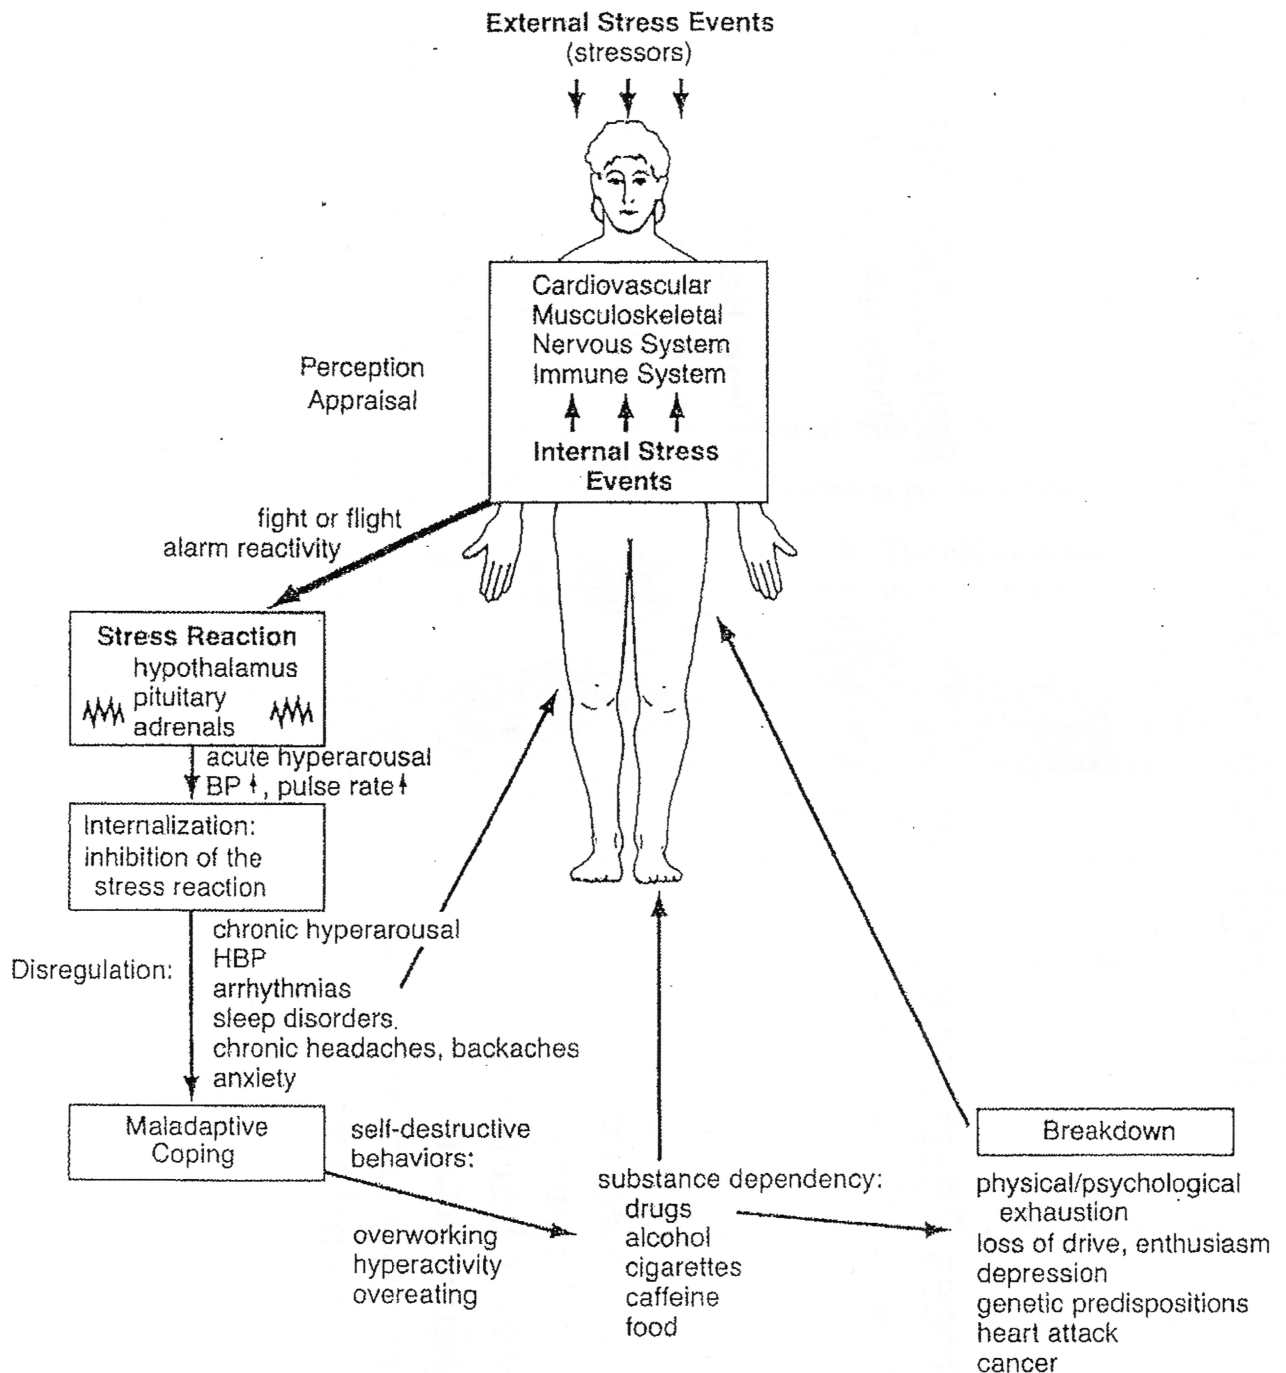 External Stress Events
(stressors)
Cardiovascular
Musculoskeletal
Nervous System
Immune System
Internal Stress
Events
Perception
Appraisal
fight or flight
alarm reactivity
Stress Reaction
hypothalamus
pituitary
adrenals
acute hyperarousal
BP ↑, pulse rate ↑
Internalization:
inhibition of the
stress reaction
Disregulation:
chronic hyperarousal
HBP
arrhythmias
sleep disorders.
chronic headaches, backaches
anxiety
Maladaptive
Coping
self-destructive
behaviors:
overworking
hyperactivity
overeating
substance dependency:
drugs
alcohol
cigarettes
caffeine
food
Breakdown
physical/psychological
exhaustion
loss of drive, enthusiasm
depression
genetic predispositions
heart attack
cancer